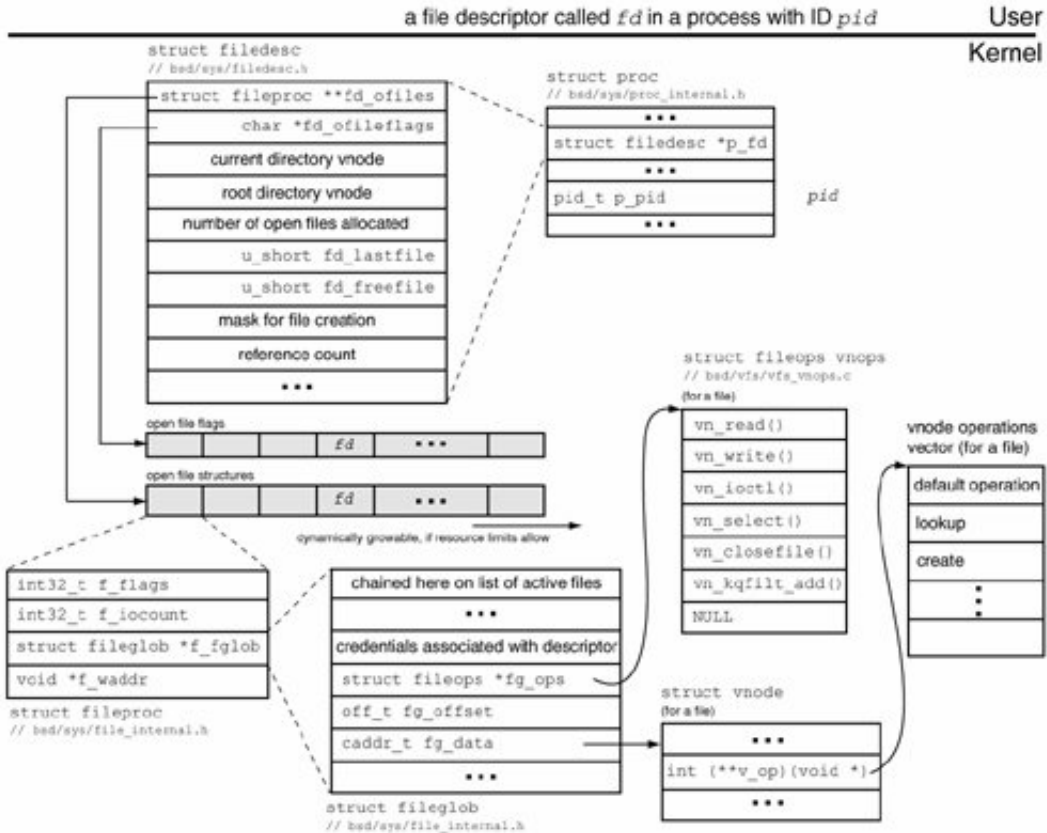 a file descriptor called fd in a process with ID pid
User
Kernel
struct filedesc
// bsd/sys/filedesc.h
struct fileproc **fd_ofiles
char *fd_ofileflags
current directory vnode
root directory vnode
number of open files allocated
u_short fd_lastfile
u_short fd_freefile
mask for file creation
reference count
...
struct proc
// bsd/sys/proc_internal.h
...
struct filedesc *p_fd
...
pid_t p_pid
...
pid
open file flags
fd
...
open file structures
fd
...
dynamically growable, if resource limits allow
struct fileops vnops
// bsd/vfs/vfs_vnops.c
(for a file)
vn_read()
vn_write()
vn_ioctl()
vn_select()
vn_closefile()
vn_kqfilt_add()
NULL
vnode operations
vector (for a file)
default operation
lookup
create
...
int32_t f_flags
int32_t f_iocount
struct fileglob *f_fglob
void *f_waddr
struct fileproc
// bsd/sys/file_internal.h
chained here on list of active files
...
credentials associated with descriptor
struct fileops *fg_ops
off_t fg_offset
caddr_t fg_data
...
struct fileglob
// bsd/sys/file_internal.h
struct vnode
(for a file)
...
int (**v_op)(void *)
...